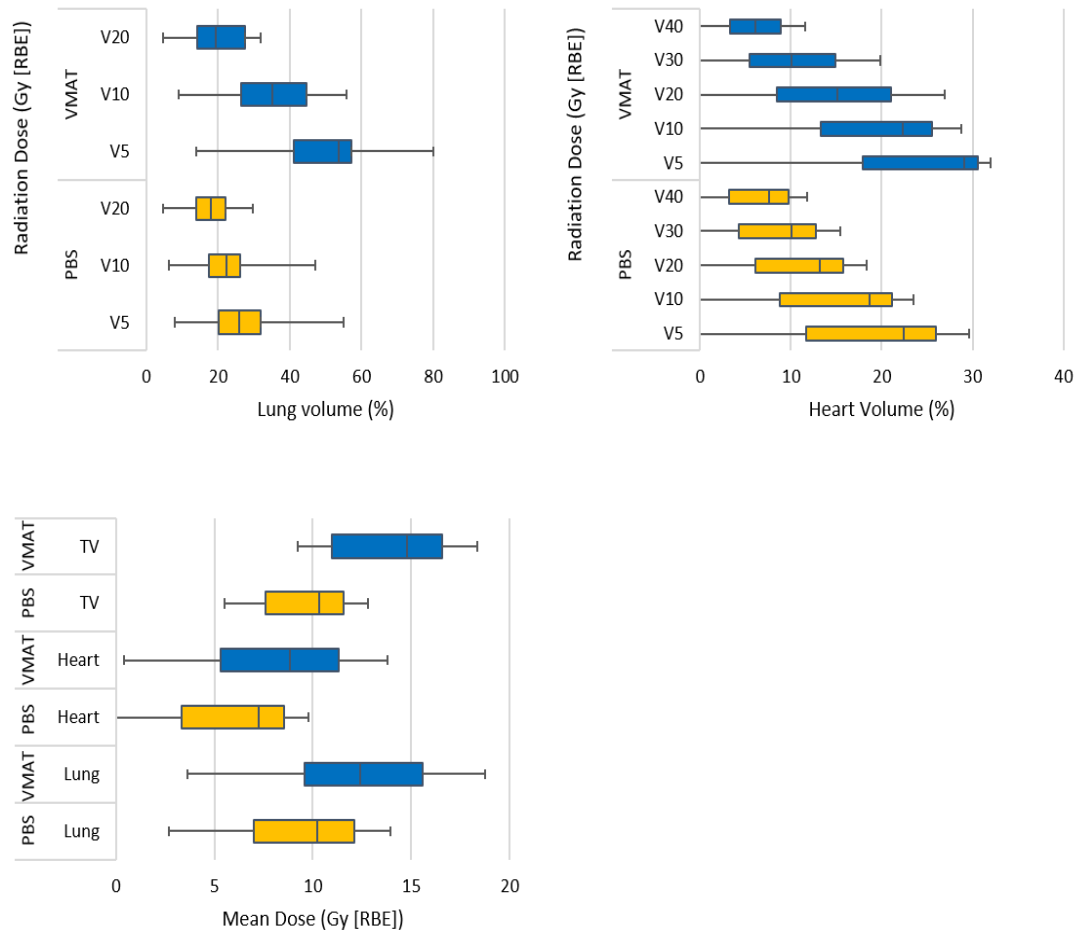 Radiation Dose (Gy [RBE])
VMAT
V20
V10
V5
PBS
V20
V10
V5
0 20 40 60 80 100
Lung volume (%)
Radiation Dose (Gy [RBE])
VMAT
V40
V30
V20
V10
V5
PBS
V40
V30
V20
V10
V5
0 10 20 30 40
Heart Volume (%)
VMAT TV
PBS TV
VMAT Heart
PBS Heart
VMAT Lung
PBS Lung
0 5 10 15 20
Mean Dose (Gy [RBE])